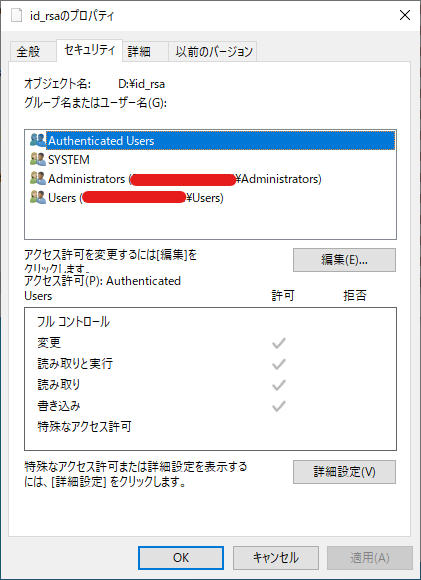 id_rsaのプロパティ
全般 セキュリティ 詳細 以前のバージョン
オブジェクト名: D:¥id_rsa
グループ名またはユーザー名(G):
Authenticated Users
SYSTEM
Administrators (¥Administrators)
Users (¥Users)
アクセス許可を変更するには[編集]を
クリックします。
編集(E)...
アクセス許可(P): Authenticated
Users 許可 拒否
フル コントロール
変更
読み取りと実行
読み取り
書き込み
特殊なアクセス許可
特殊なアクセス許可または詳細設定を表示する
には、[詳細設定] をクリックします。
詳細設定(V)
OK キャンセル 適用(A)